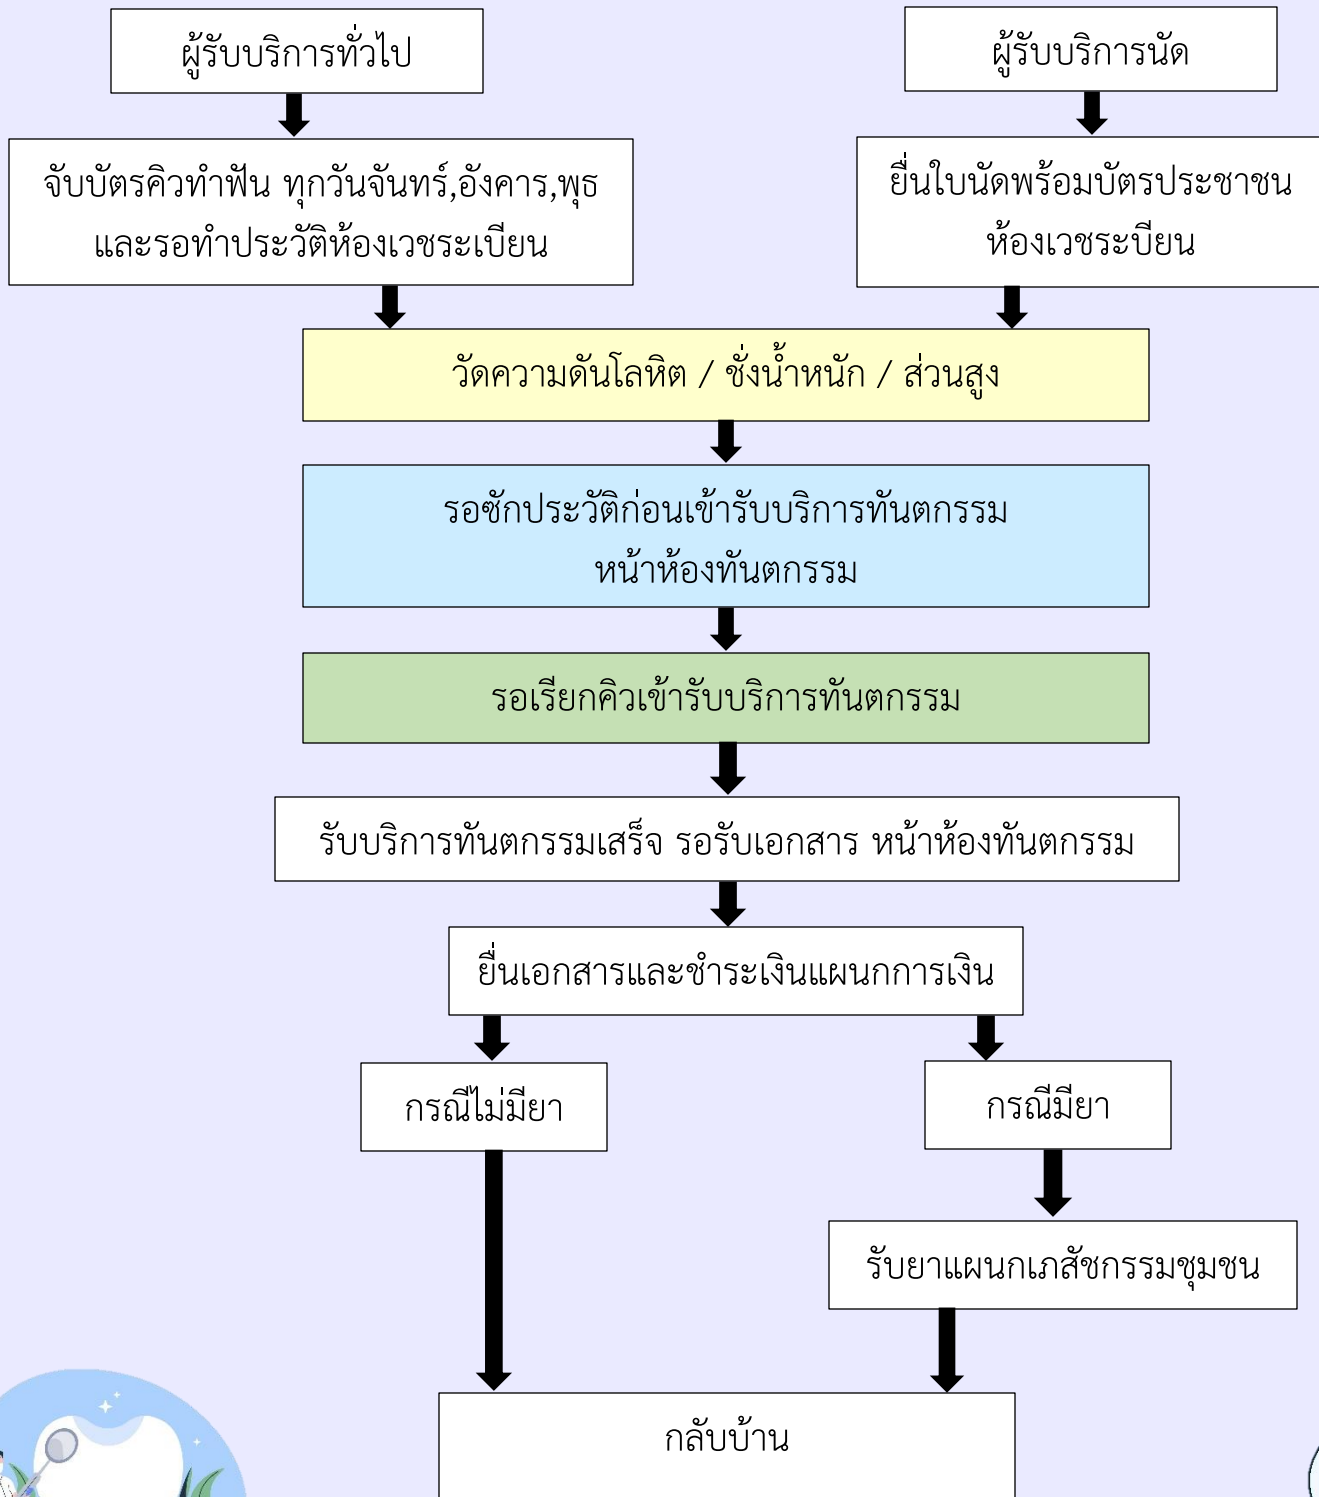 ผู้รับบริการทั่วไป
ผู้รับบริการนัด
จับบัตรคิวทำฟัน ทุกวันจันทร์,อังคาร,พุธ
และรอทำประวัติห้องเวชระเบียน
ยื่นใบนัดพร้อมบัตรประชาชน
ห้องเวชระบียน
วัดความดันโลหิต / ชั่งน้ำหนัก / ส่วนสูง
รอซักประวัติก่อนเข้ารับบริการทันตกรรม
หน้าห้องทันตกรรม
รอเรียกคิวเข้ารับบริการทันตกรรม
รับบริการทันตกรรมเสร็จ รอรับเอกสาร หน้าห้องทันตกรรม
ยื่นเอกสารและชำระเงินแผนกการเงิน
กรณีไม่มียา
กรณีมียา
รับยาแผนกเภสัชกรรมชุมชน
กลับบ้าน